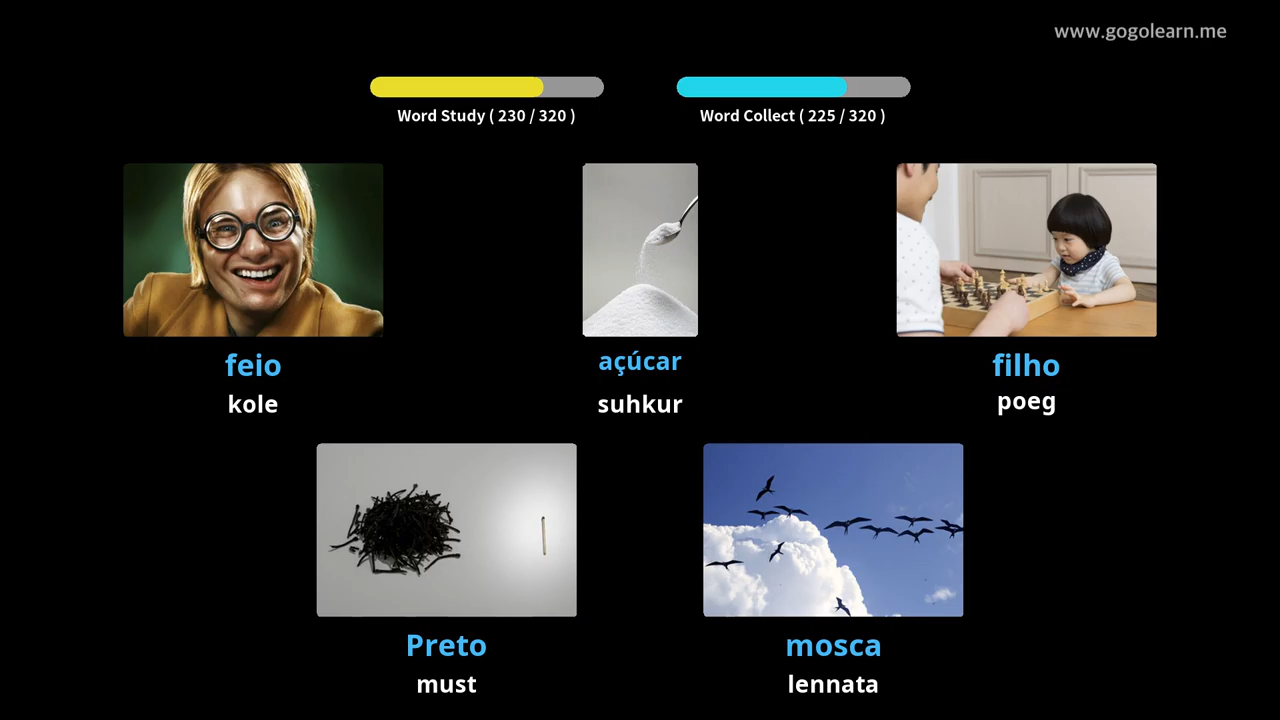 www.gogolearn.me
Word Study ( 230 / 320 )
Word Collect ( 225 / 320 )
feio
kole
açúcar
suhkur
filho
poeg
Preto
must
mosca
lennata